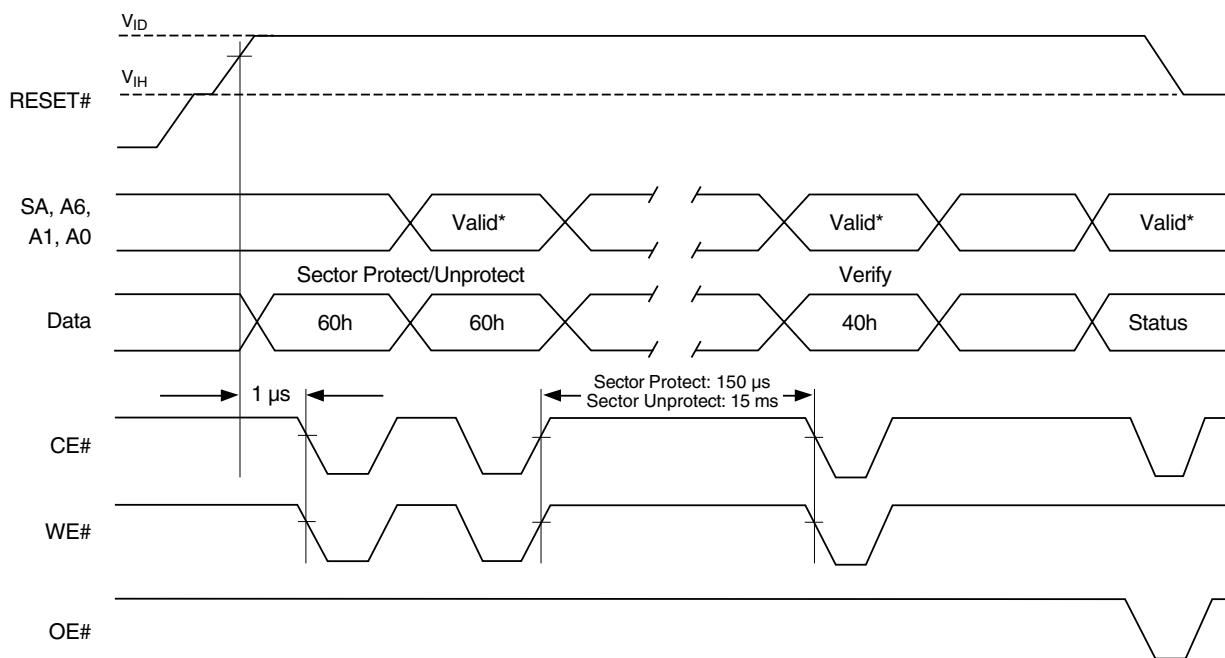 VID
VIH
RESET#
SA, A6,
A1, A0
Valid*
Valid*
Valid*
Sector Protect/Unprotect
Verify
Data
60h
60h
40h
Status
1 µs
Sector Protect: 150 µs
Sector Unprotect: 15 ms
CE#
WE#
OE#